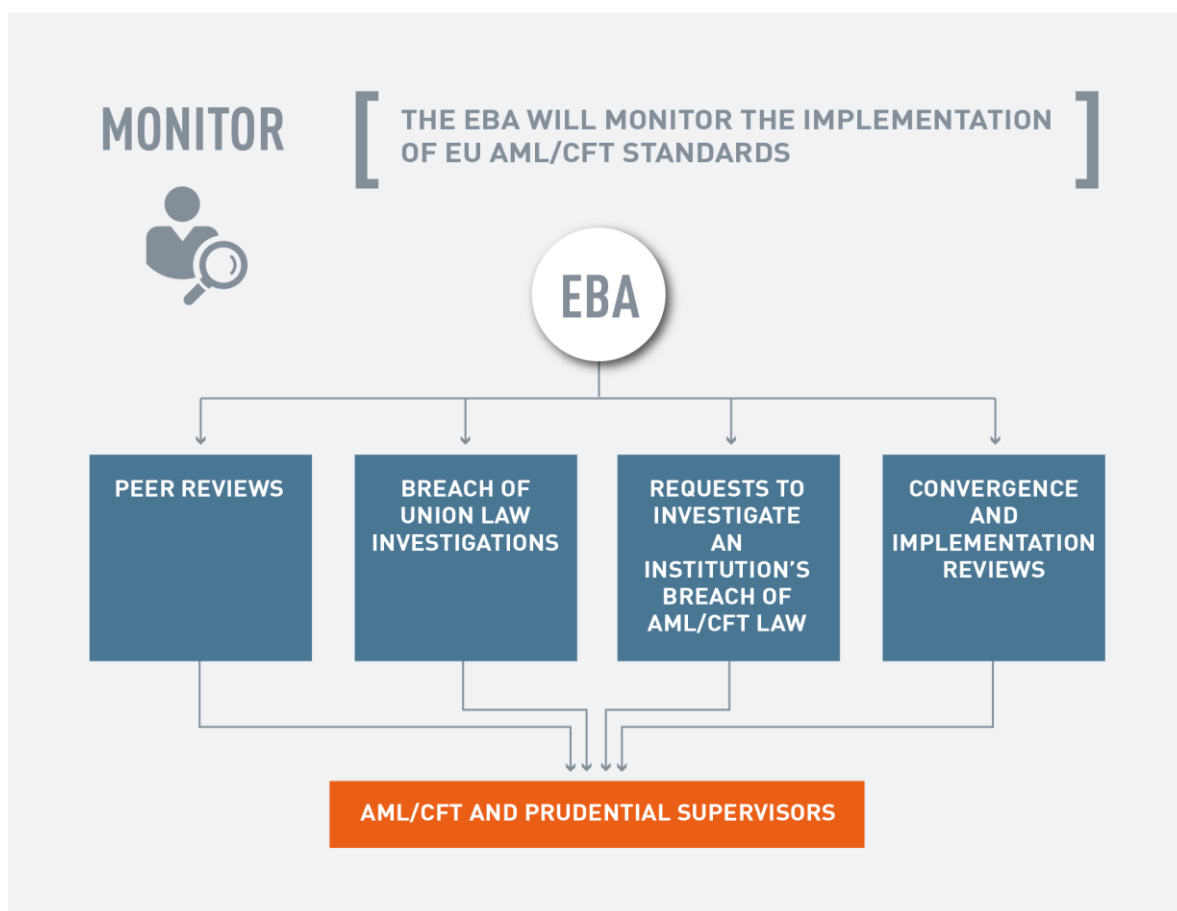 MONITOR
THE EBA WILL MONITOR THE IMPLEMENTATION
OF EU AML/CFT STANDARDS
EBA
PEER REVIEWS
BREACH OF
UNION LAW
INVESTIGATIONS
REQUESTS TO
INVESTIGATE
AN
INSTITUTION’S
BREACH OF
AML/CFT LAW
CONVERGENCE
AND
IMPLEMENTATION
REVIEWS
AML/CFT AND PRUDENTIAL SUPERVISORS